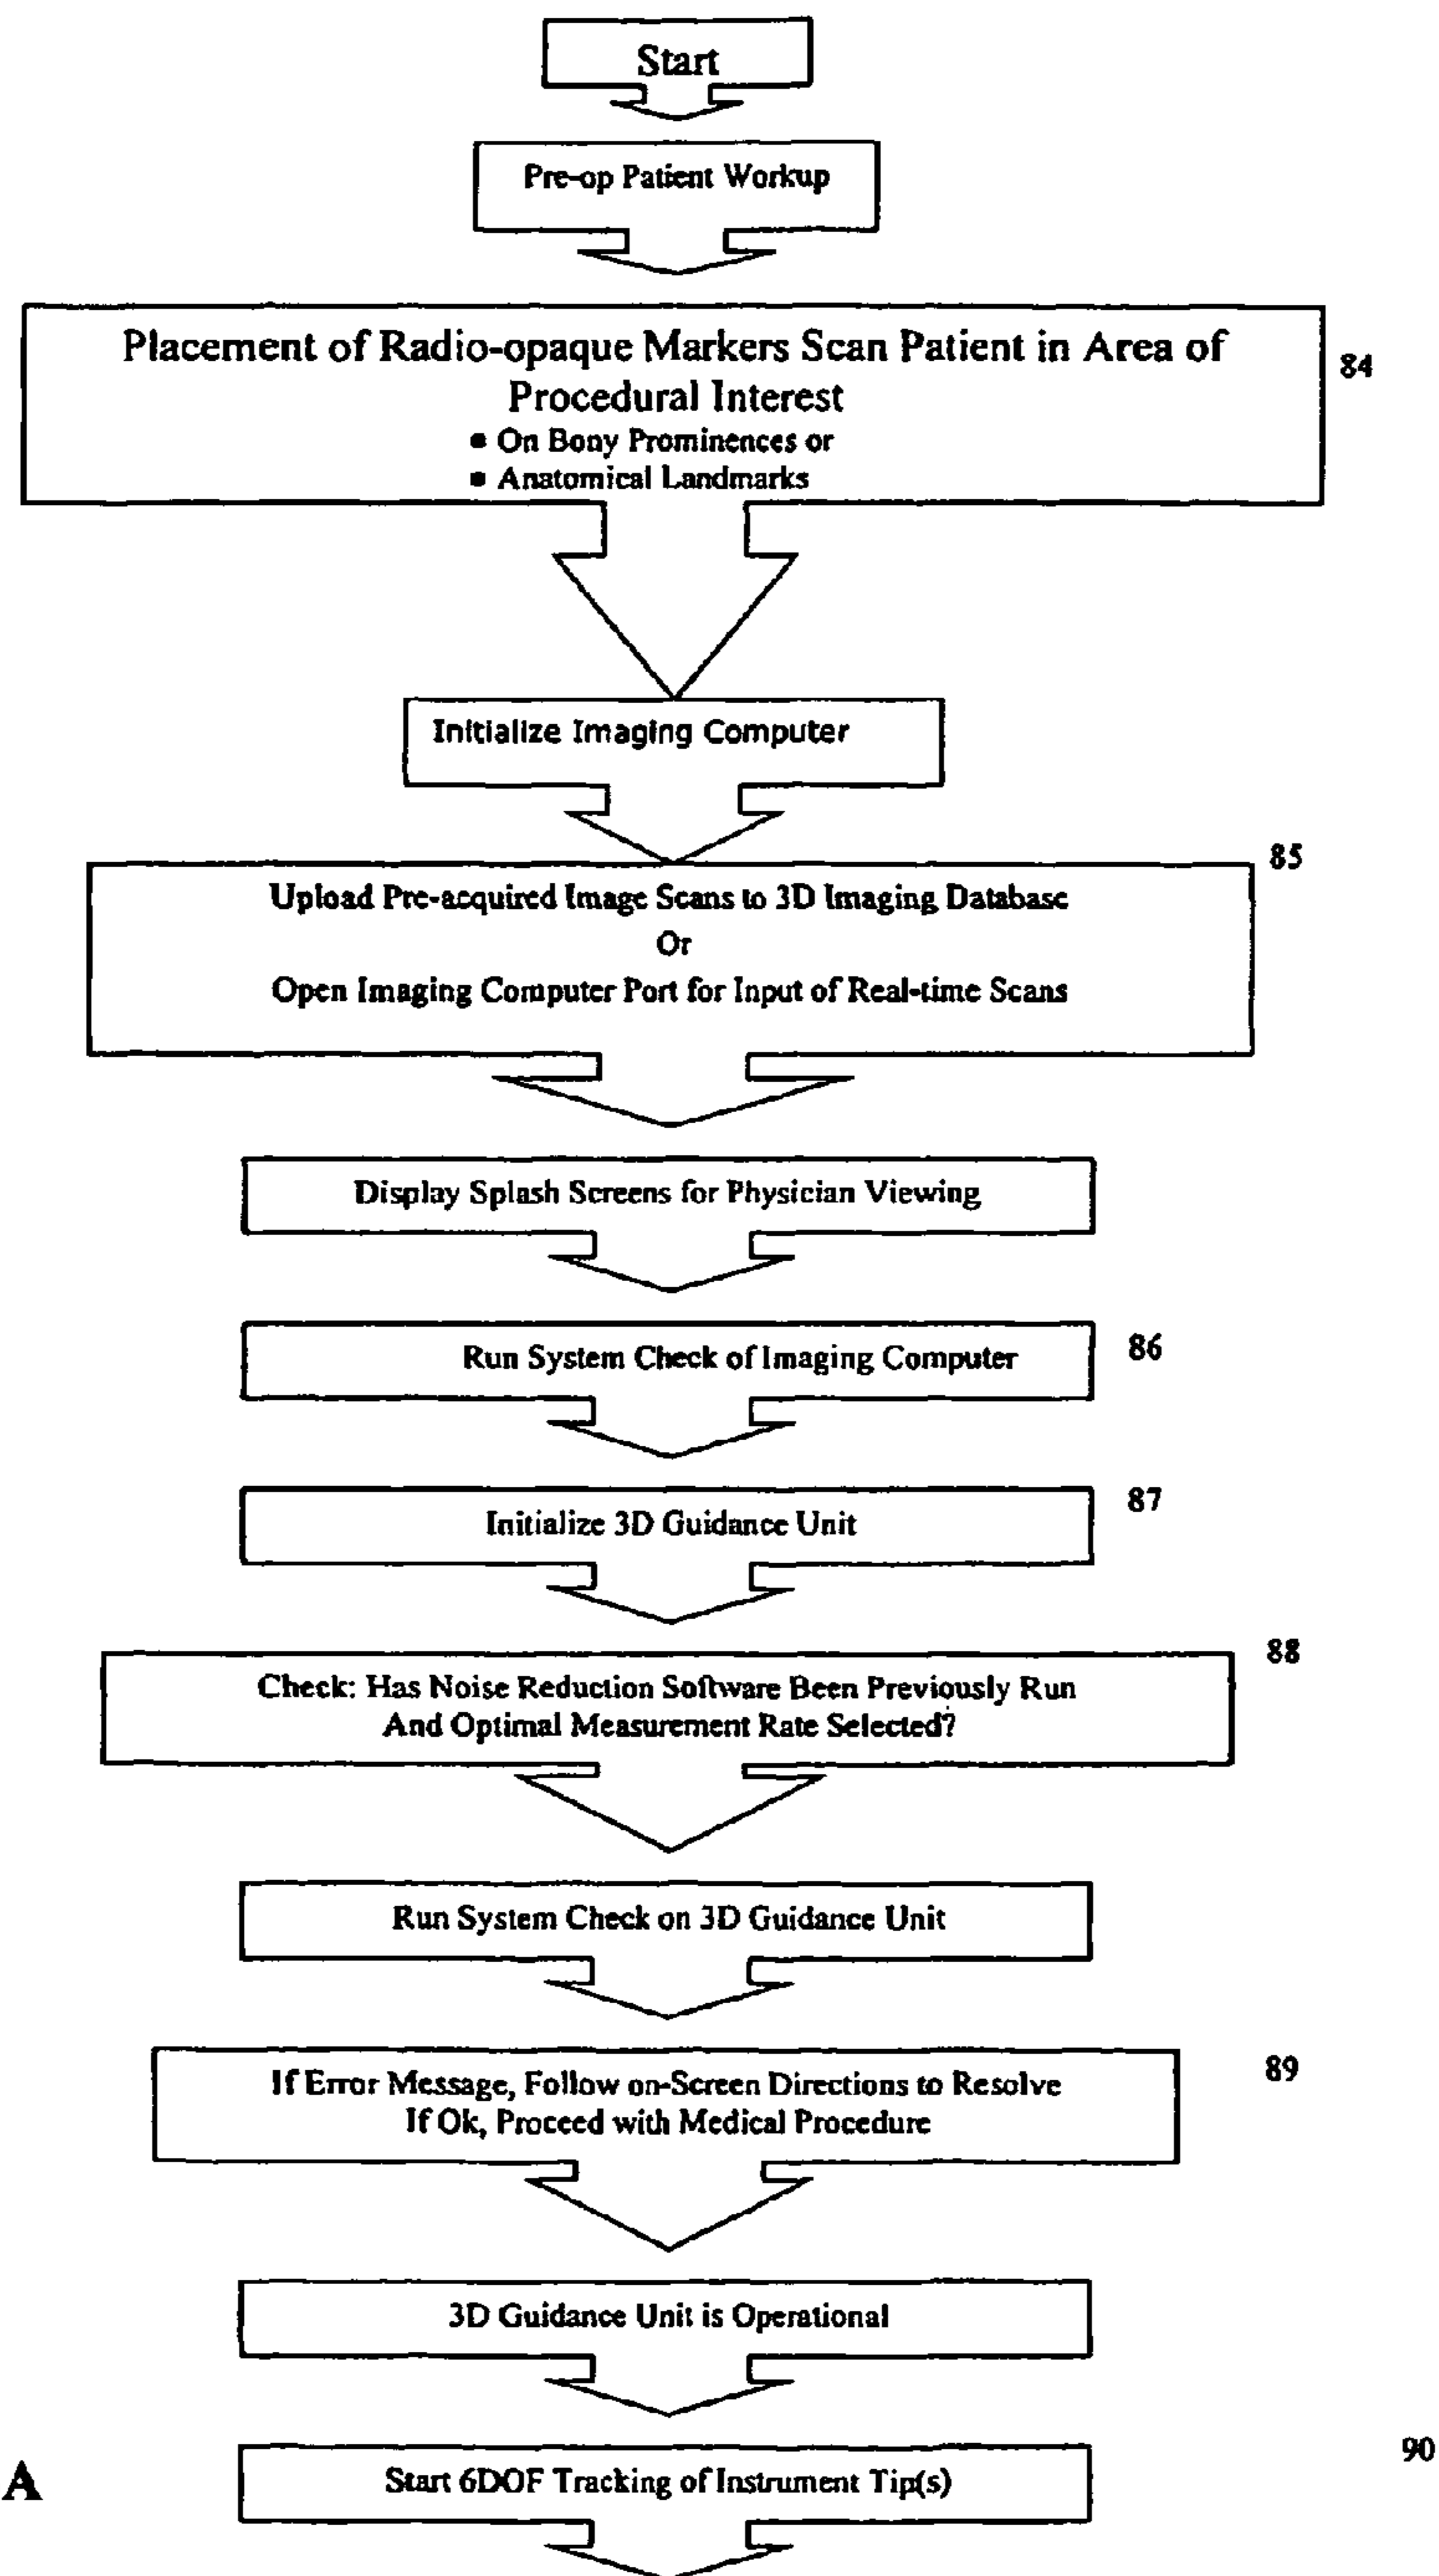 Start
Pre-op Patient Workup
Placement of Radio-opaque Markers Scan Patient in Area of
Procedural Interest
84
• On Bony Prominences or
• Anatomical Landmarks
Initialize Imaging Computer
85
Upload Pre-acquired Image Scans to 3D Imaging Database
Or
Open Imaging Computer Port for Input of Real-time Scans
Display Splash Screens for Physician Viewing
Run System Check of Imaging Computer
86
Initialize 3D Guidance Unit
87
88
Check: Has Noise Reduction Software Been Previously Run
And Optimal Measurement Rate Selected?
Run System Check on 3D Guidance Unit
If Error Message, Follow on-Screen Directions to Resolve
89
If Ok, Proceed with Medical Procedure
3D Guidance Unit is Operational
90
A
Start 6DOF Tracking of Instrument Tip(s)